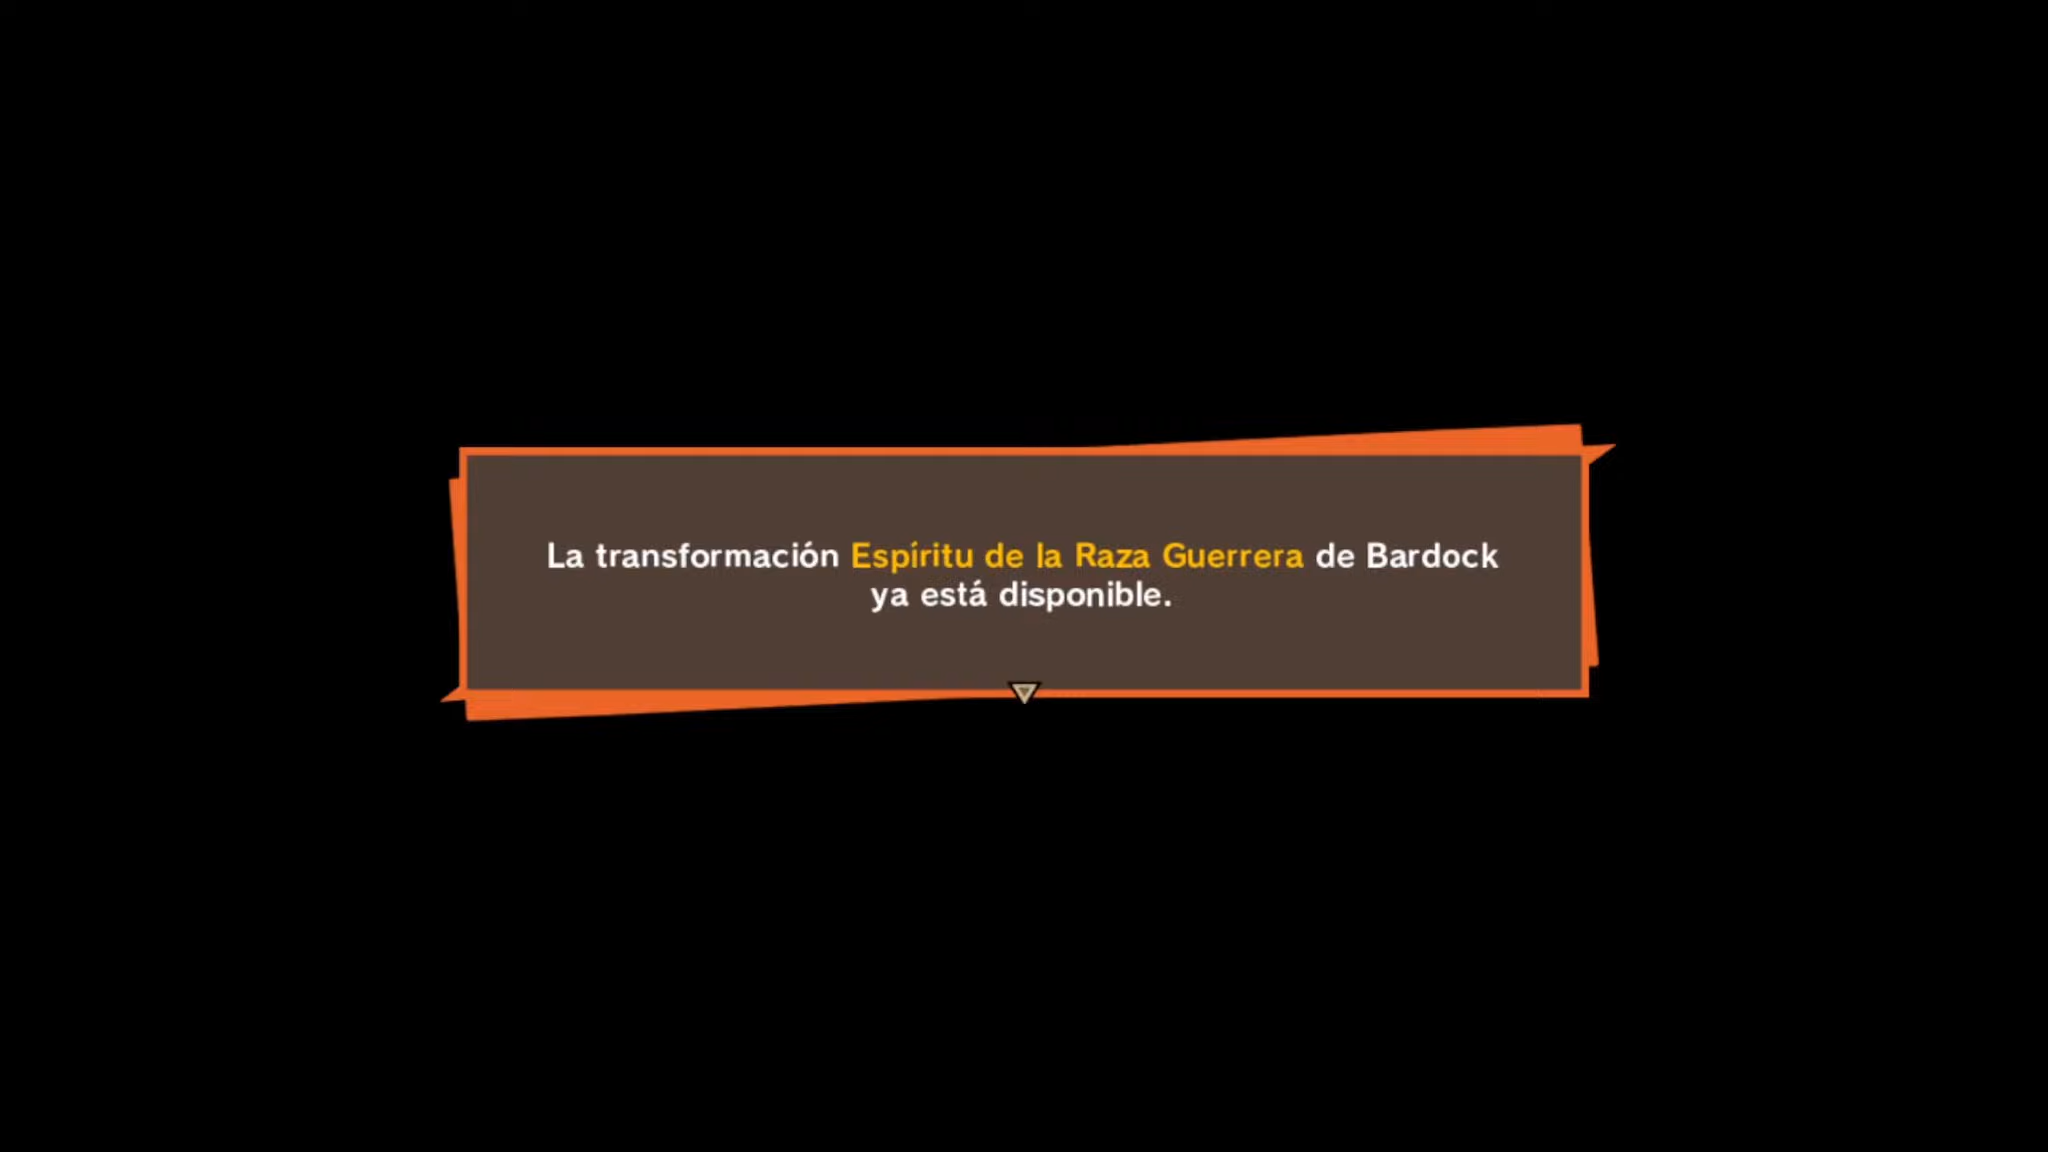 La transformación Espíritu de la Raza Guerrera de Bardock
ya está disponible.